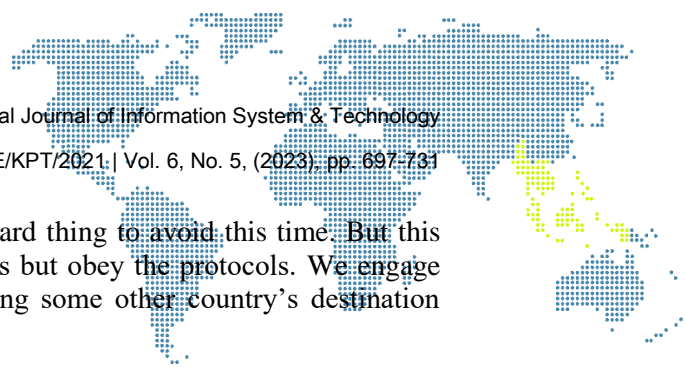 al Journal of Information System & Technology
E/KPT/2021 | Vol. 6, No. 5, (2023), pp. 697-731
ard thing to avoid this time. But this
s but obey the protocols. We engage
ng some other country's destination